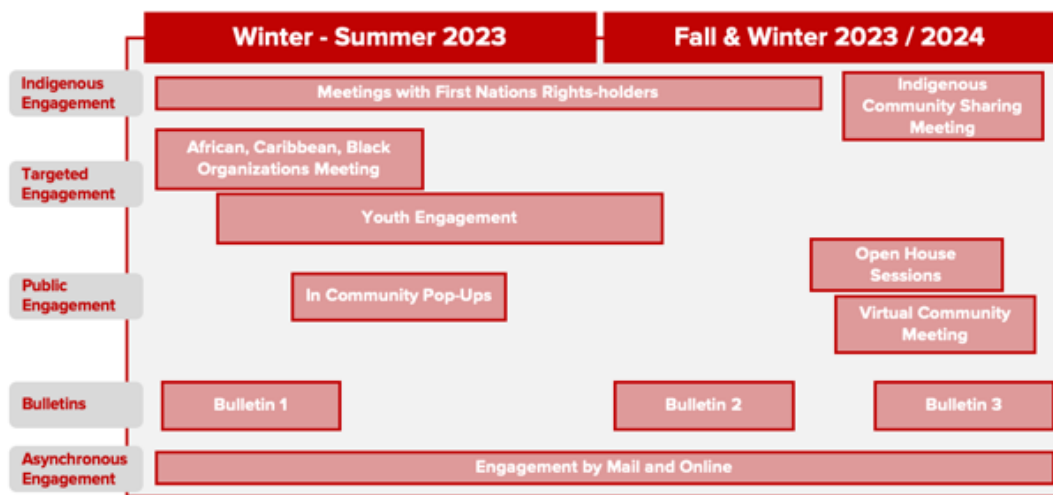 Winter - Summer 2023
Fall & Winter 2023 / 2024
Indigenous
Engagement
Meetings with First Nations Rights-holders
Indigenous
Community Sharing
Meeting
Targeted
Engagement
African, Caribbean, Black
Organizations Meeting
Youth Engagement
Public
Engagement
In Community Pop-Ups
Open House
Sessions
Virtual Community
Meeting
Bulletins
Bulletin 1
Bulletin 2
Bulletin 3
Asynchronous
Engagement
Engagement by Mail and Online